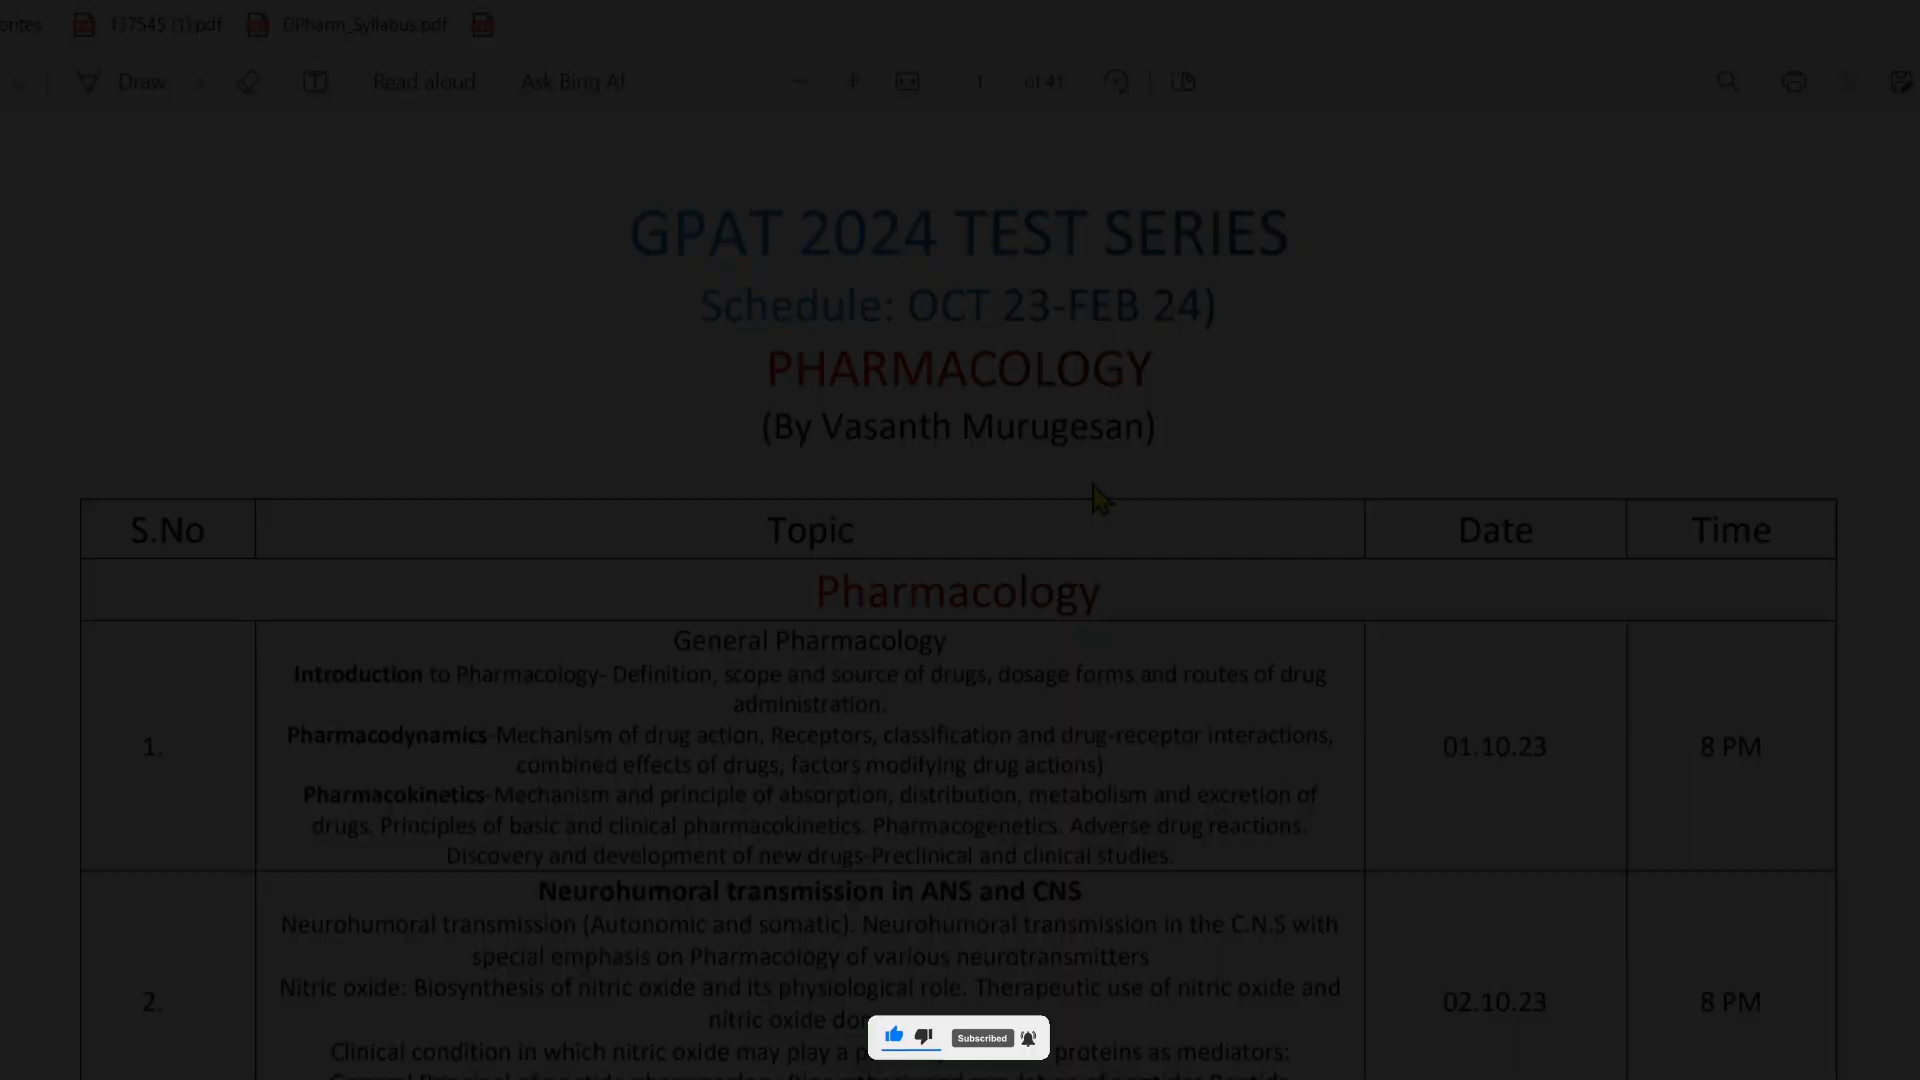 orites 137545 (1).pdf DPharm_Syllabus.pdf
Draw Read aloud Ask Bing AI 1 of 41
GPAT 2024 TEST SERIES
Schedule: OCT 23-FEB 24)
PHARMACOLOGY
(By Vasanth Murugesan)
S.No Topic Date Time
Pharmacology
General Pharmacology
Introduction to Pharmacology- Definition, scope and source of drugs, dosage forms and routes of drug
administration.
Pharmacodynamics-Mechanism of drug action, Receptors, classification and drug-receptor interactions,
combined effects of drugs, factors modifying drug actions)
1. 01.10.23 8 PM
Pharmacokinetics-Mechanism and principle of absorption, distribution, metabolism and excretion of
drugs. Principles of basic and clinical pharmacokinetics. Pharmacogenetics. Adverse drug reactions.
Discovery and development of new drugs-Preclinical and clinical studies.
Neurohumoral transmission in ANS and CNS
Neurohumoral transmission (Autonomic and somatic). Neurohumoral transmission in the C.N.S with
special emphasis on Pharmacology of various neurotransmitters
Nitric oxide: Biosynthesis of nitric oxide and its physiological role. Therapeutic use of nitric oxide and
2. 02.10.23 8 PM
nitric oxide
Subscribed
Clinical condition in which nitric oxide may play a proteins as mediators: